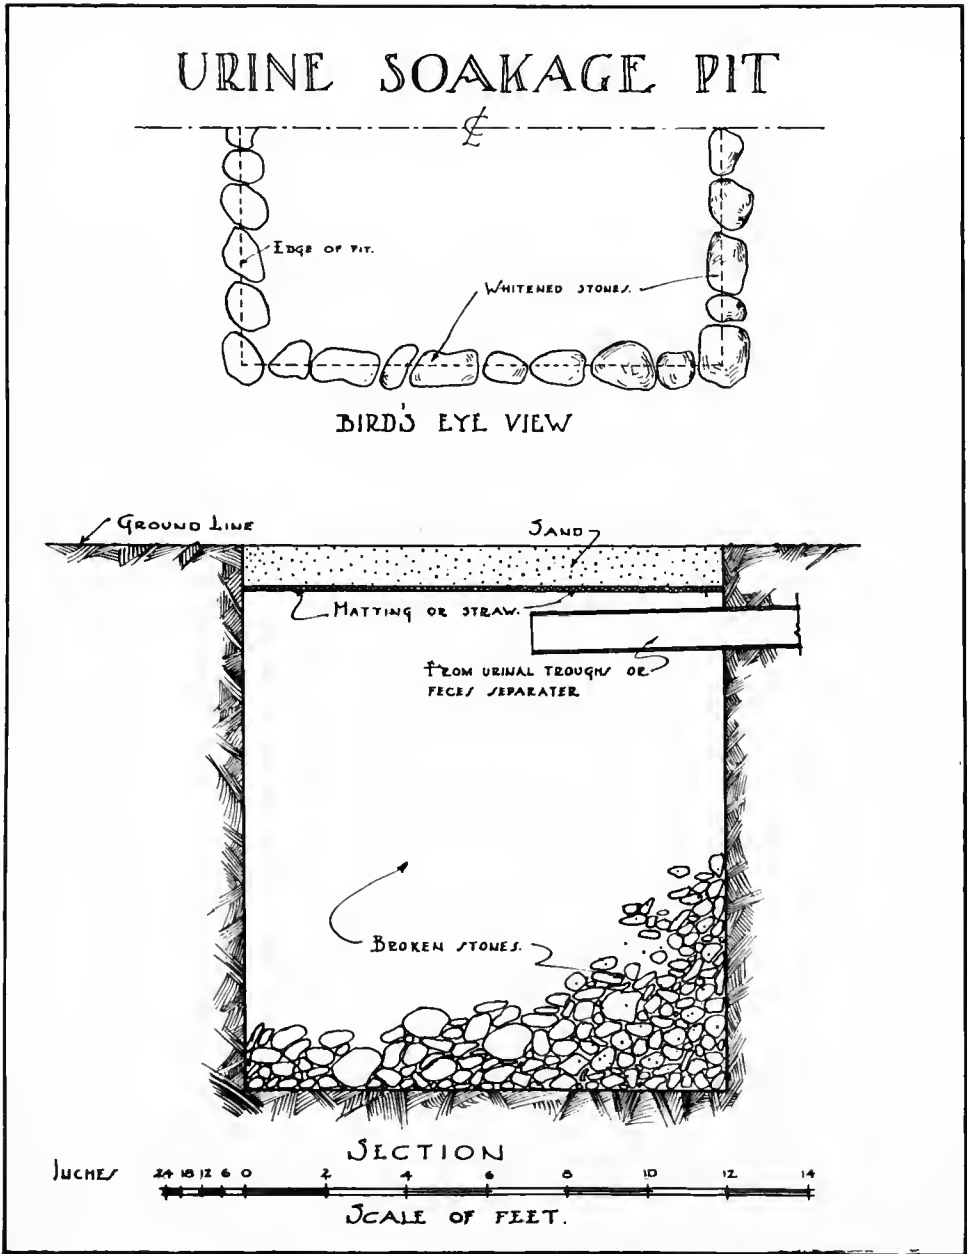 URINE SOAKAGE PIT
℄
EDGE OF PIT.
WHITENED STONES.
BIRD'S EYE VIEW
GROUND LINE
SAND
MATTING OR STRAW.
FROM URINAL TROUGHS OR
FECES SEPARATER
BROKEN STONES.
SECTION
INCHES 24 18 12 6 0 2 4 6 8 10 12 14
SCALE OF FEET.